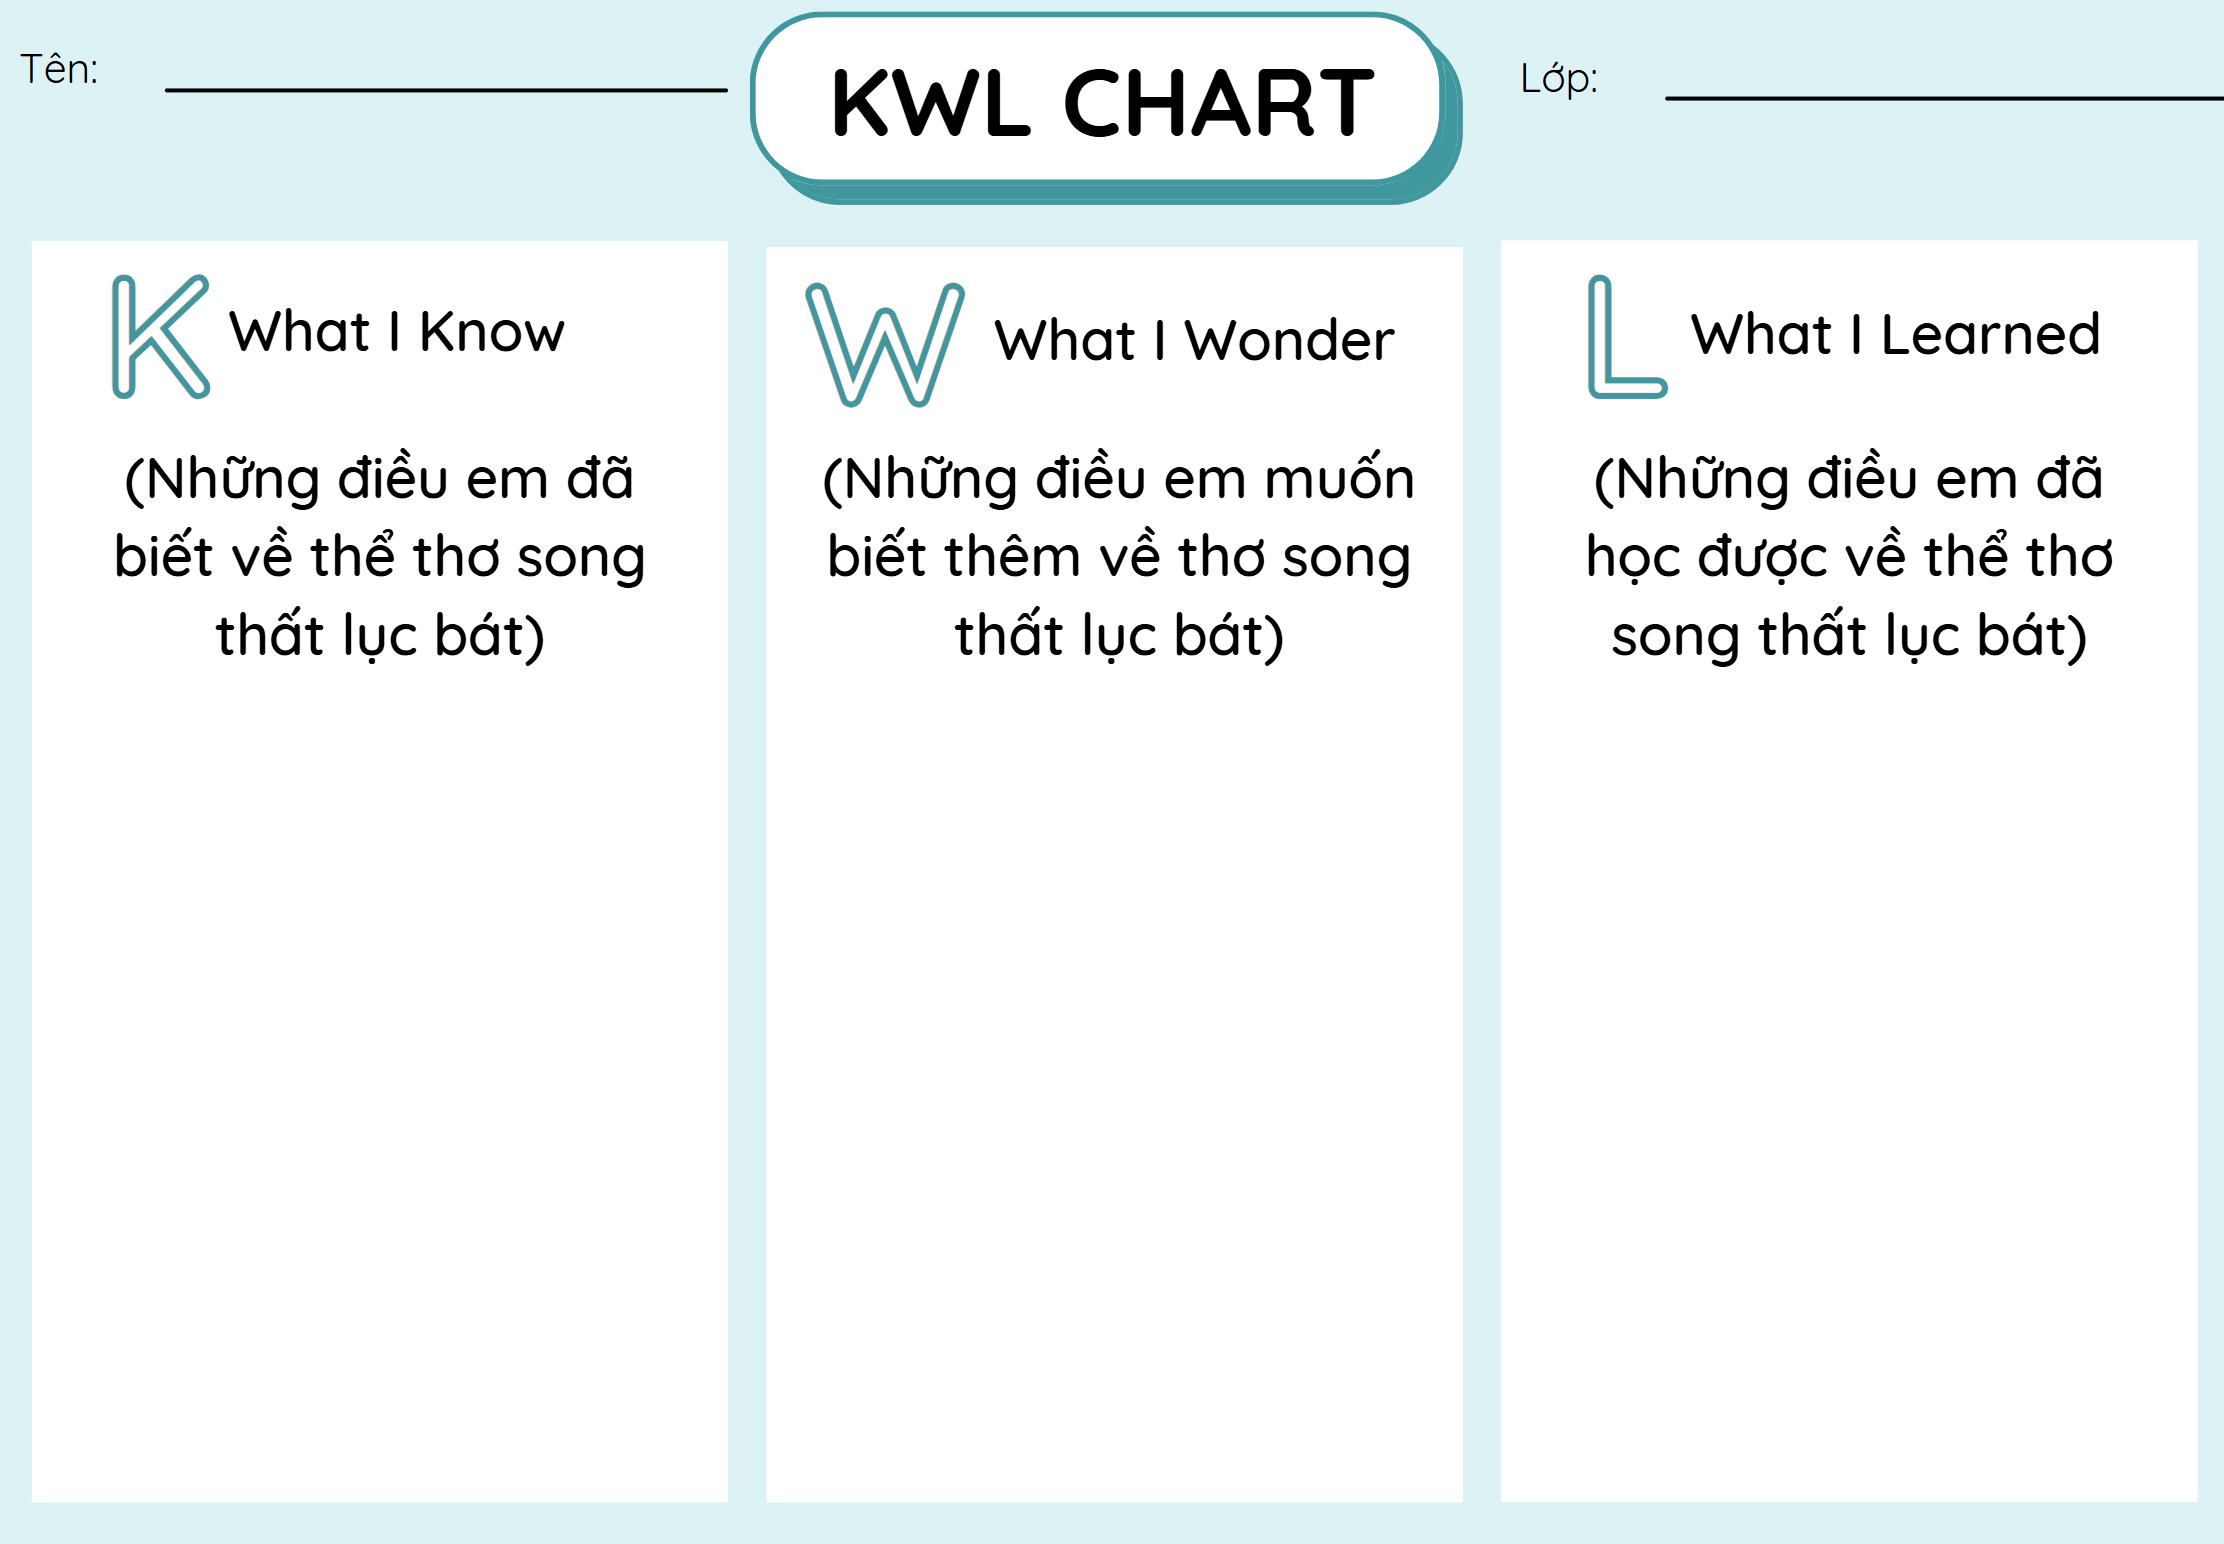 Tên:
KWL CHART
Lớp:
K What I Know
(Những điều em đã
biết về thể thơ song
thất lục bát)
W What I Wonder
(Những điều em muốn
biết thêm về thơ song
thất lục bát)
L What I Learned
(Những điều em đã
học được về thể thơ
song thất lục bát)